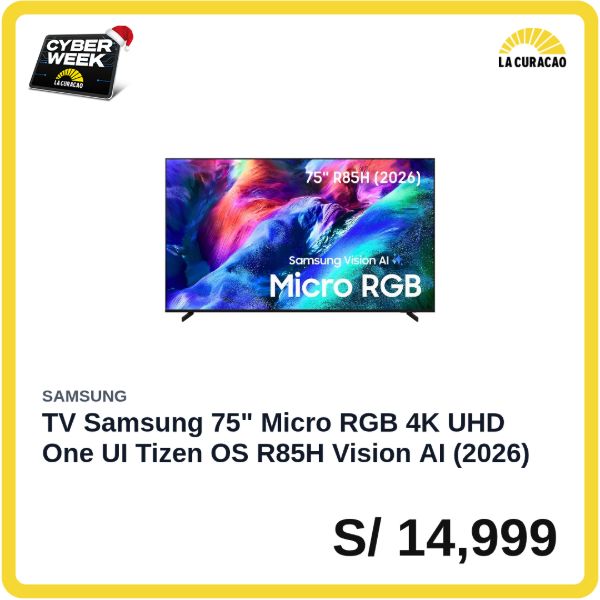 CYBER
WEEK
LA CURACAO
LA CURACAO
75" R85H (2026)
Samsung Vision AI
Micro RGB
SAMSUNG
TV Samsung 75" Micro RGB 4K UHD
One UI Tizen OS R85H Vision AI (2026)
S/ 14,999